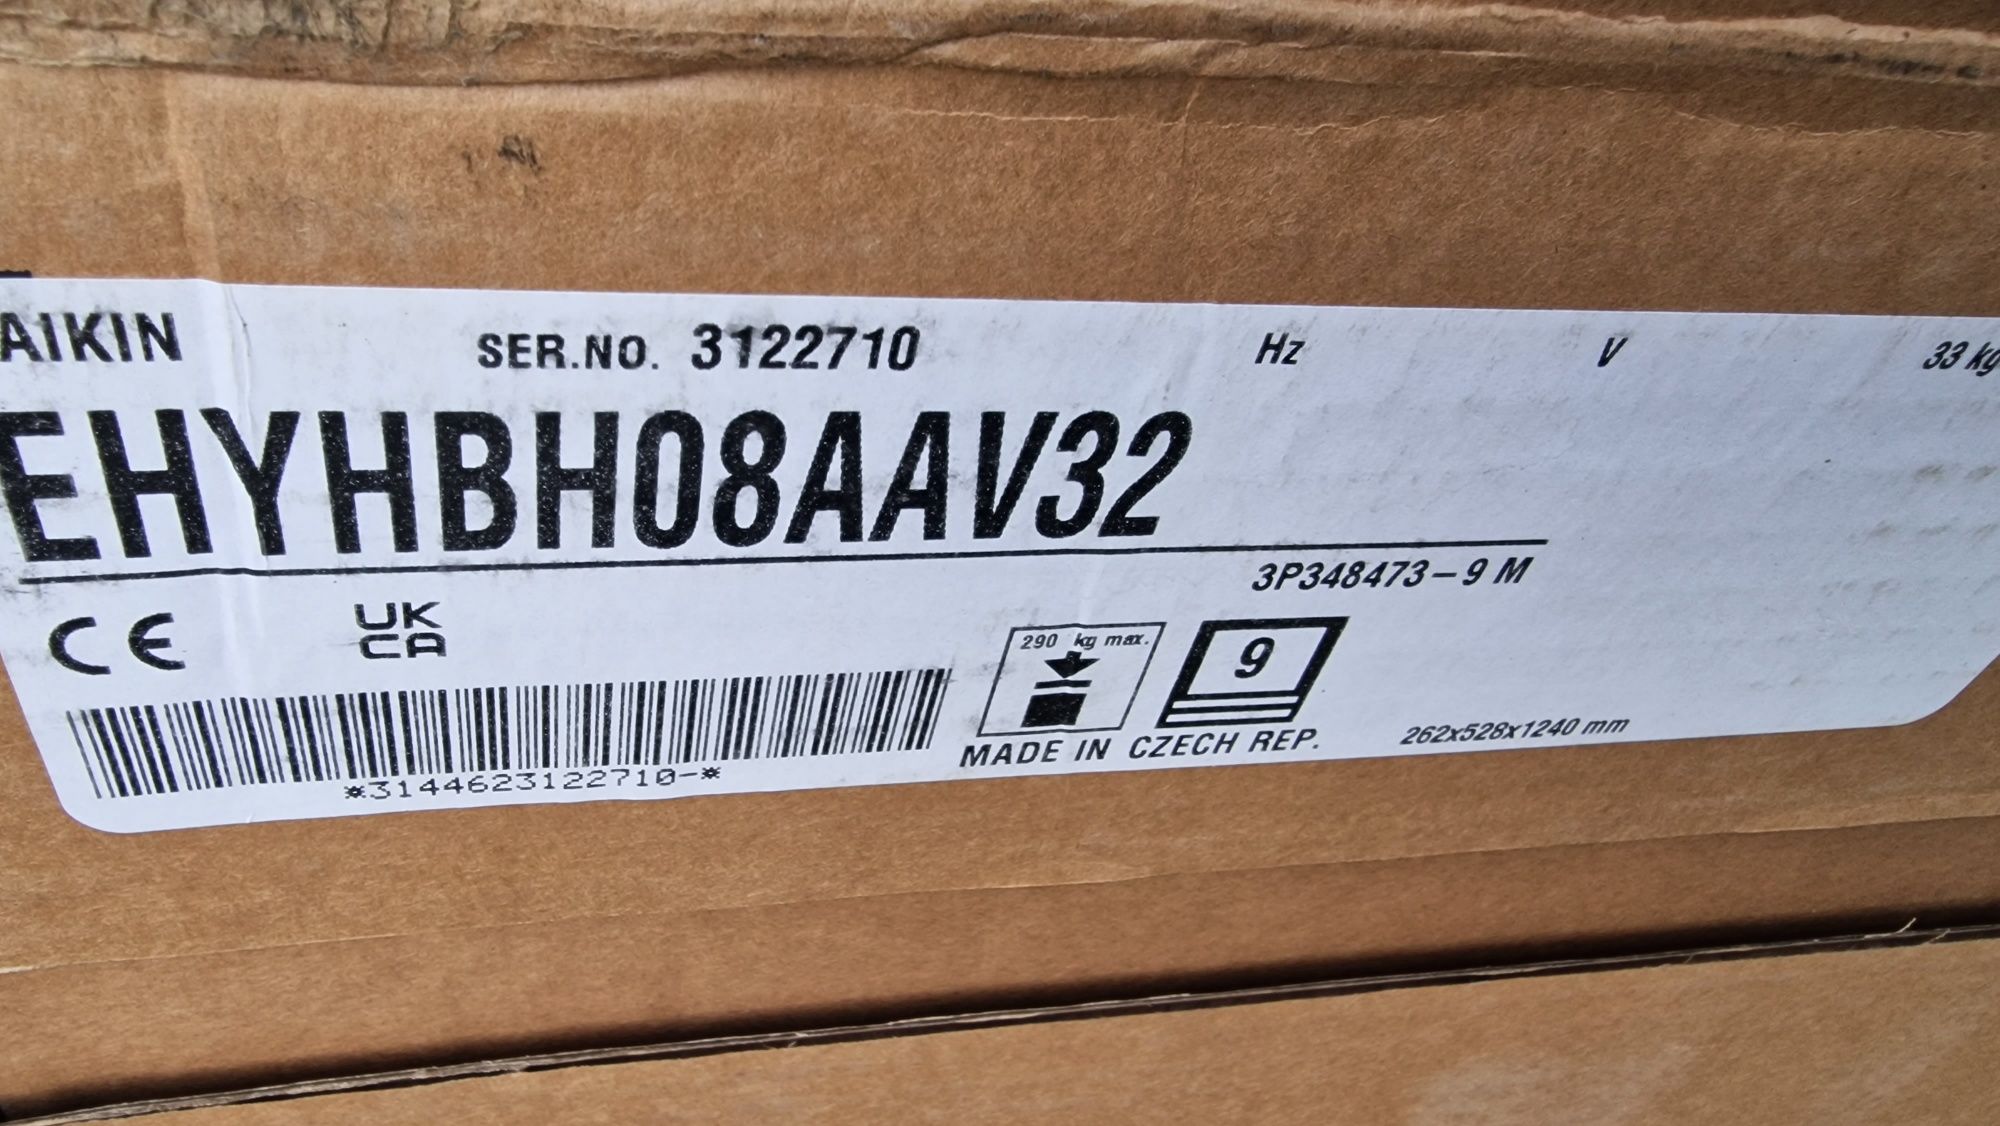 AIKIN SER.NO. 3122710 Hz V 33 kg
EHYHBH08AAV32
3P348473-9 M
CE UK
CA
290 kg max.
9
*3144623122710-*
MADE IN CZECH REP.
262x528x1240 mm